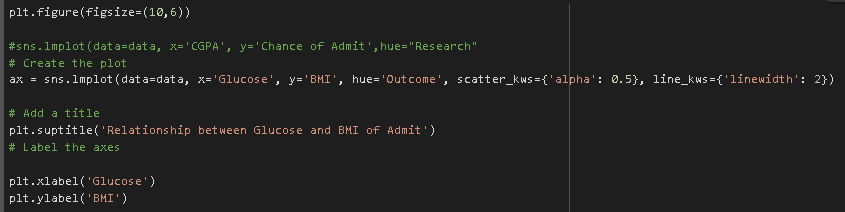 plt.figure(figsize=(10,6))
#sns.lmplot(data=data, x='CGPA', y='Chance of Admit',hue="Research"
# Create the plot
ax = sns.lmplot(data=data, x='Glucose', y='BMI', hue='Outcome', scatter_kws={'alpha': 0.5}, line_kws={'linewidth': 2})
# Add a title
plt.suptitle('Relationship between Glucose and BMI of Admit')
# Label the axes
plt.xlabel('Glucose')
plt.ylabel('BMI')